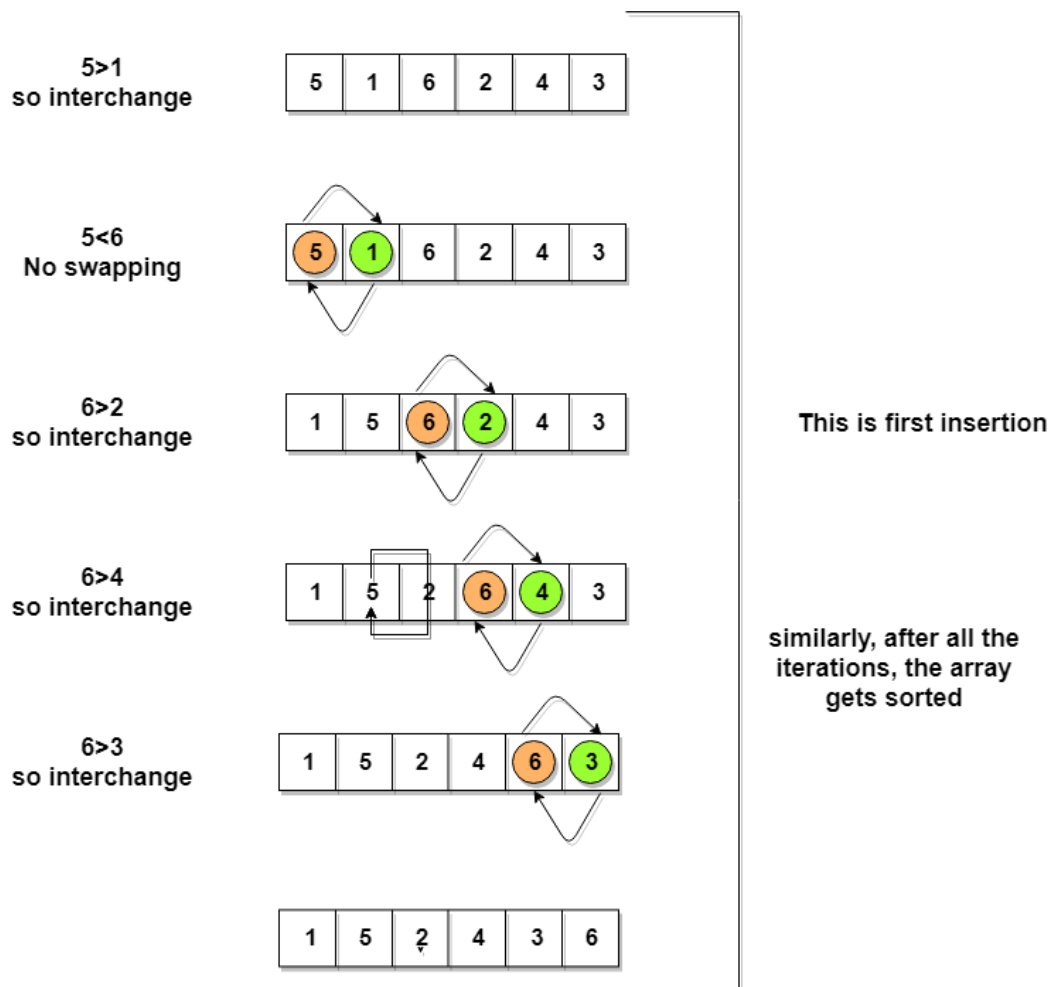 5>1
so interchange
5 1 6 2 4 3
5<6
No swapping
5 1 6 2 4 3
6>2
so interchange
1 5 6 2 4 3
This is first insertion
6>4
so interchange
1 5 2 6 4 3
similarly, after all the
iterations, the array
gets sorted
6>3
so interchange
1 5 2 4 6 3
1 5 2 4 3 6